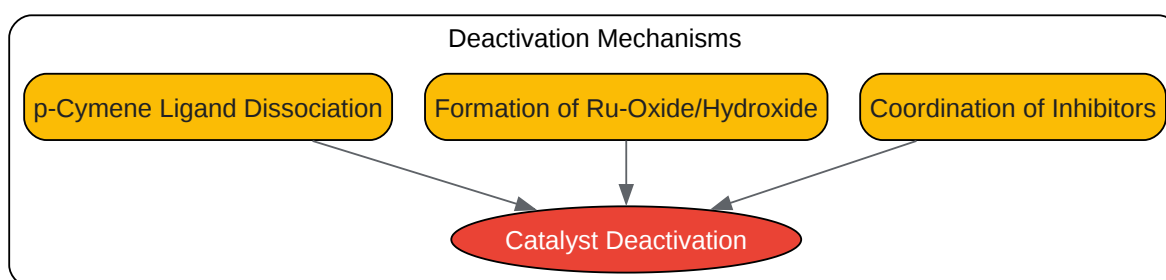 Deactivation Mechanisms
p-Cymene Ligand Dissociation
Formation of Ru-Oxide/Hydroxide
Coordination of Inhibitors
Catalyst Deactivation